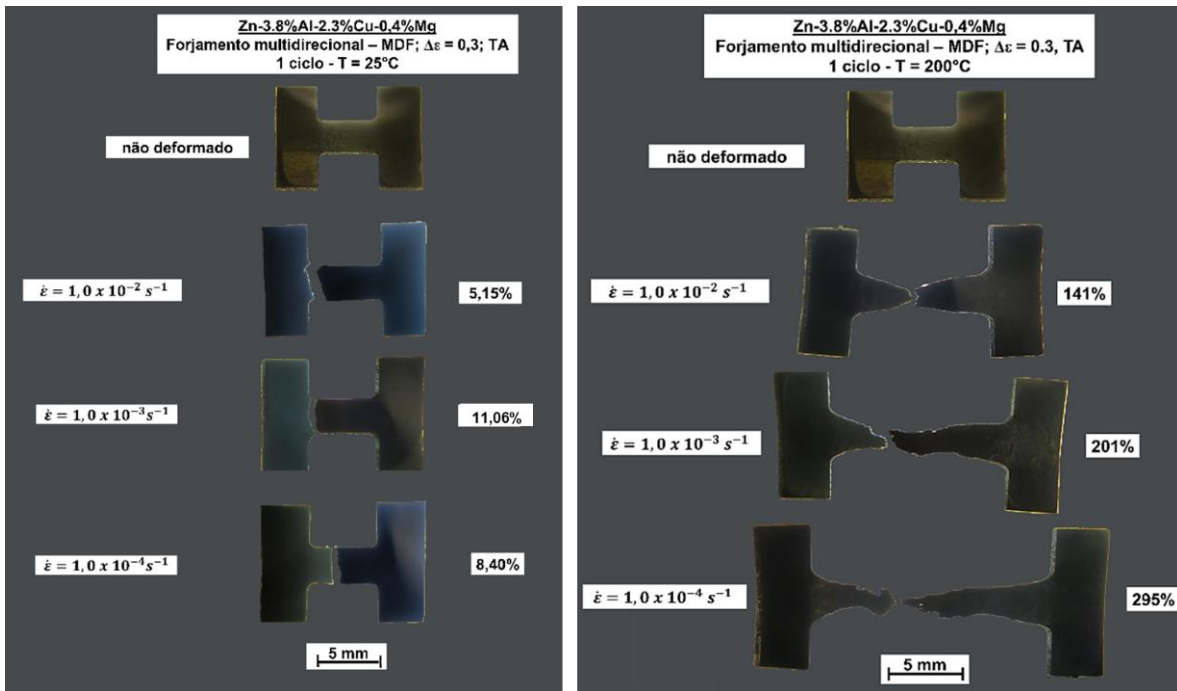 Zn-3.8%Al-2.3%Cu-0,4%Mg
Forjamento multidirecional – MDF; Δε = 0,3; TA
1 ciclo - T = 25°C
não deformado
ε̇ = 1,0 x 10⁻² s⁻¹
5,15%
ε̇ = 1,0 x 10⁻³ s⁻¹
11,06%
ε̇ = 1,0 x 10⁻⁴ s⁻¹
8,40%
5 mm
Zn-3.8%Al-2.3%Cu-0,4%Mg
Forjamento multidirecional – MDF; Δε = 0.3, TA
1 ciclo - T = 200°C
não deformado
ε̇ = 1,0 x 10⁻² s⁻¹
141%
ε̇ = 1,0 x 10⁻³ s⁻¹
201%
ε̇ = 1,0 x 10⁻⁴ s⁻¹
295%
5 mm